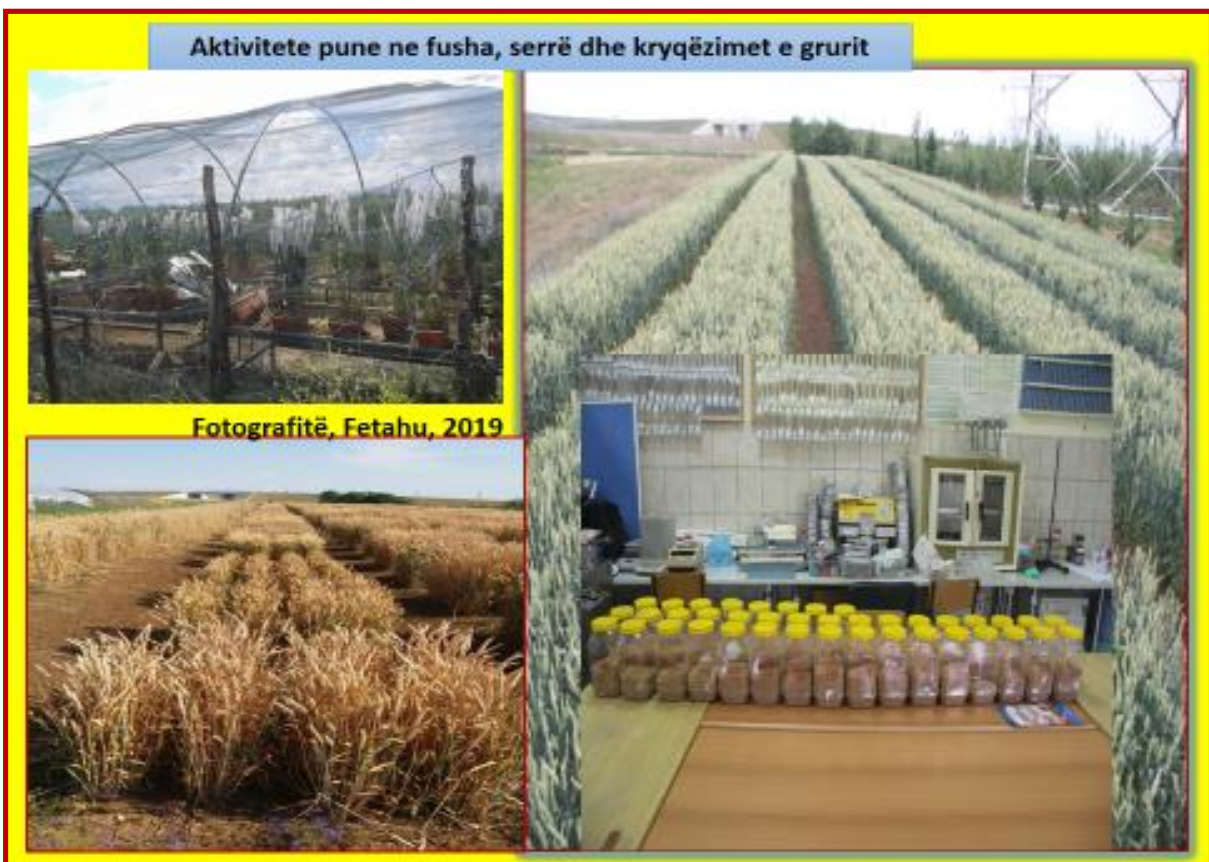 Aktivitete pune ne fusha, serrë dhe kryqëzimet e grurit
Fotografitë, Fetahu, 2019